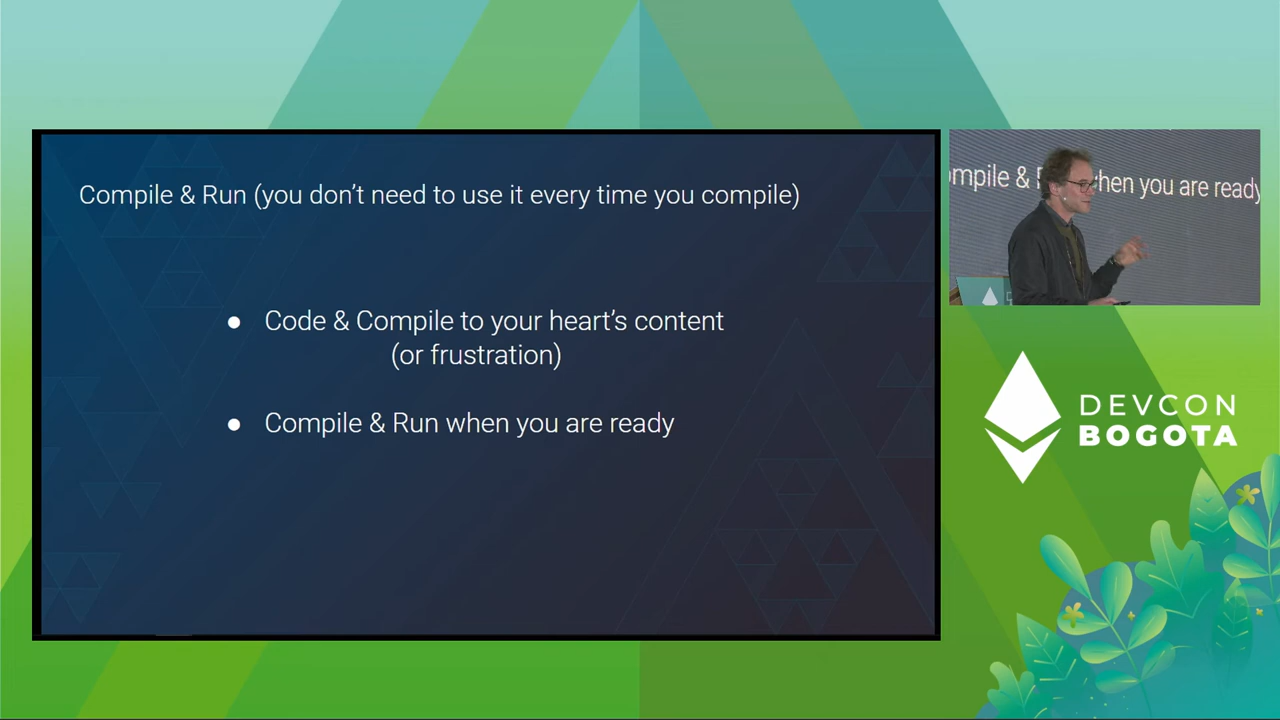 Compile & Run (you don’t need to use it every time you compile)
● Code & Compile to your heart’s content
(or frustration)
● Compile & Run when you are ready
ompile & R when you are ready
DEVCON
BOGOTA